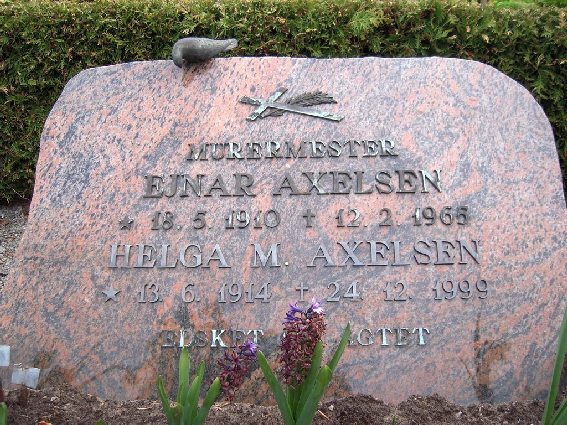 MURERMESTER
EJNAR AXELSEN
* 18. 5. 1910 ✝ 12. 2. 1965
HELGA M. AXELSEN
* 13. 6. 1914 ✝ 24. 12. 1999
ELSKET